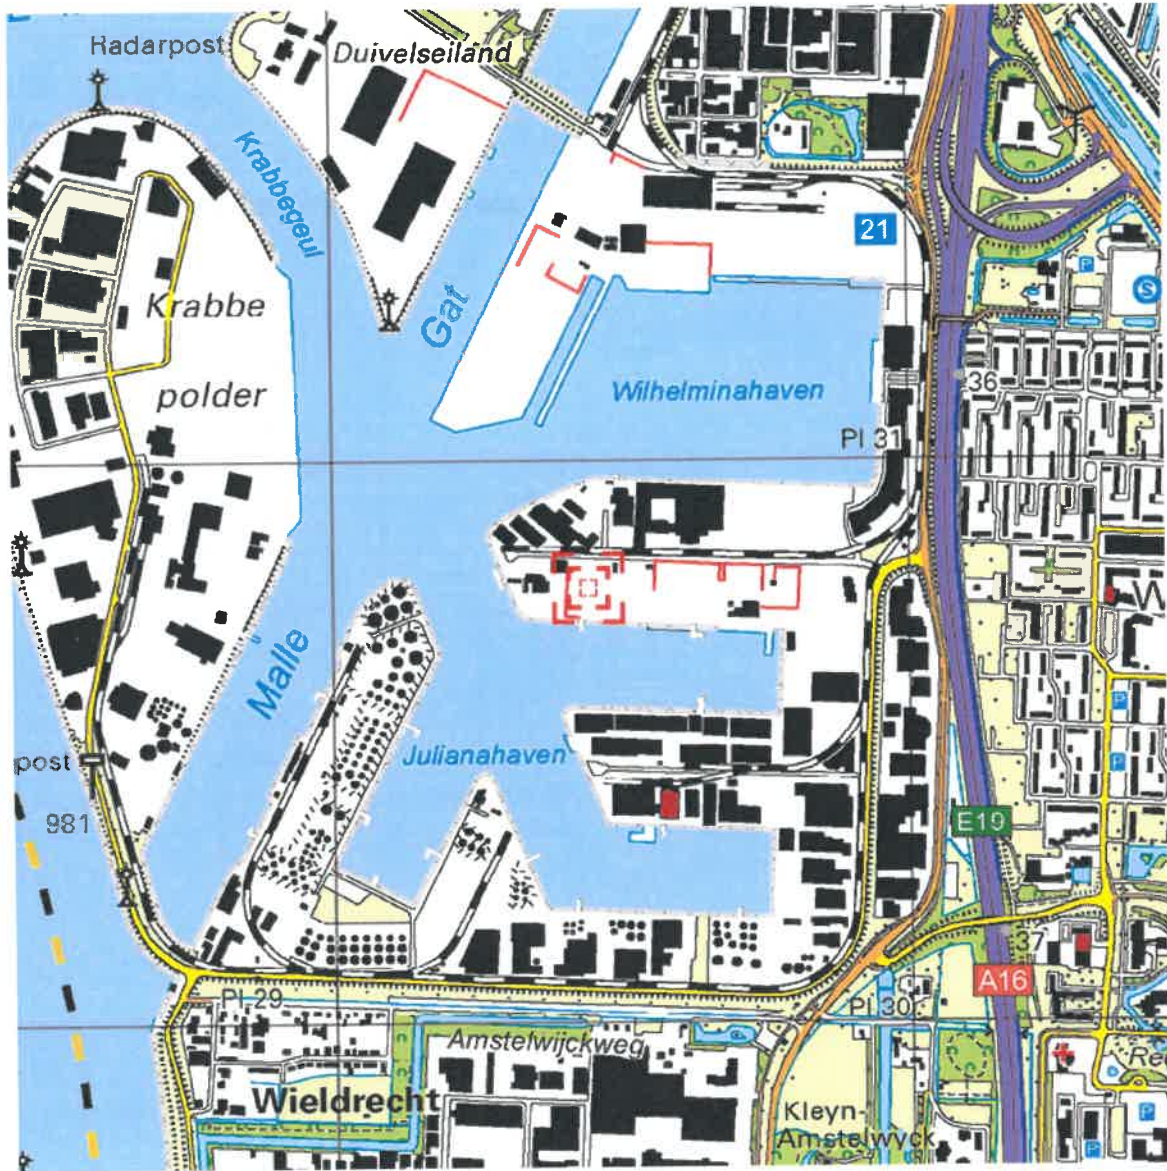 Radarpost
Duivelseiland
Krabbegeul
21
Gat
S
P
Krabbe
polder
Wilhelminahaven
36
Pl 31
W
Malle
Julianahaven
P
post
P
981
E19
37
A16
Pl 29
Pl 30
Amstelwijckweg
Re
Wieldrecht
Kleyn-
Amstelwyck
P
P